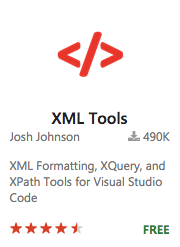 </>
XML Tools
Josh Johnson 490K
XML Formatting, XQuery, and
XPath Tools for Visual Studio
Code
FREE